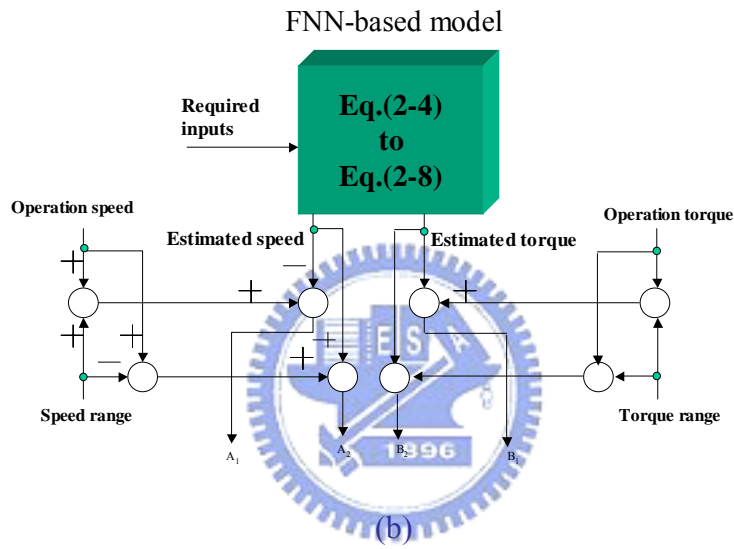 FNN-based model
Required
inputs
Eq.(2-4)
to
Eq.(2-8)
Operation speed
Operation torque
Estimated speed
Estimated torque
+
−
+
+
+
+
+
+
−
E S A
Speed range
Torque range
A1
A2
B2
B1
1896
(b)